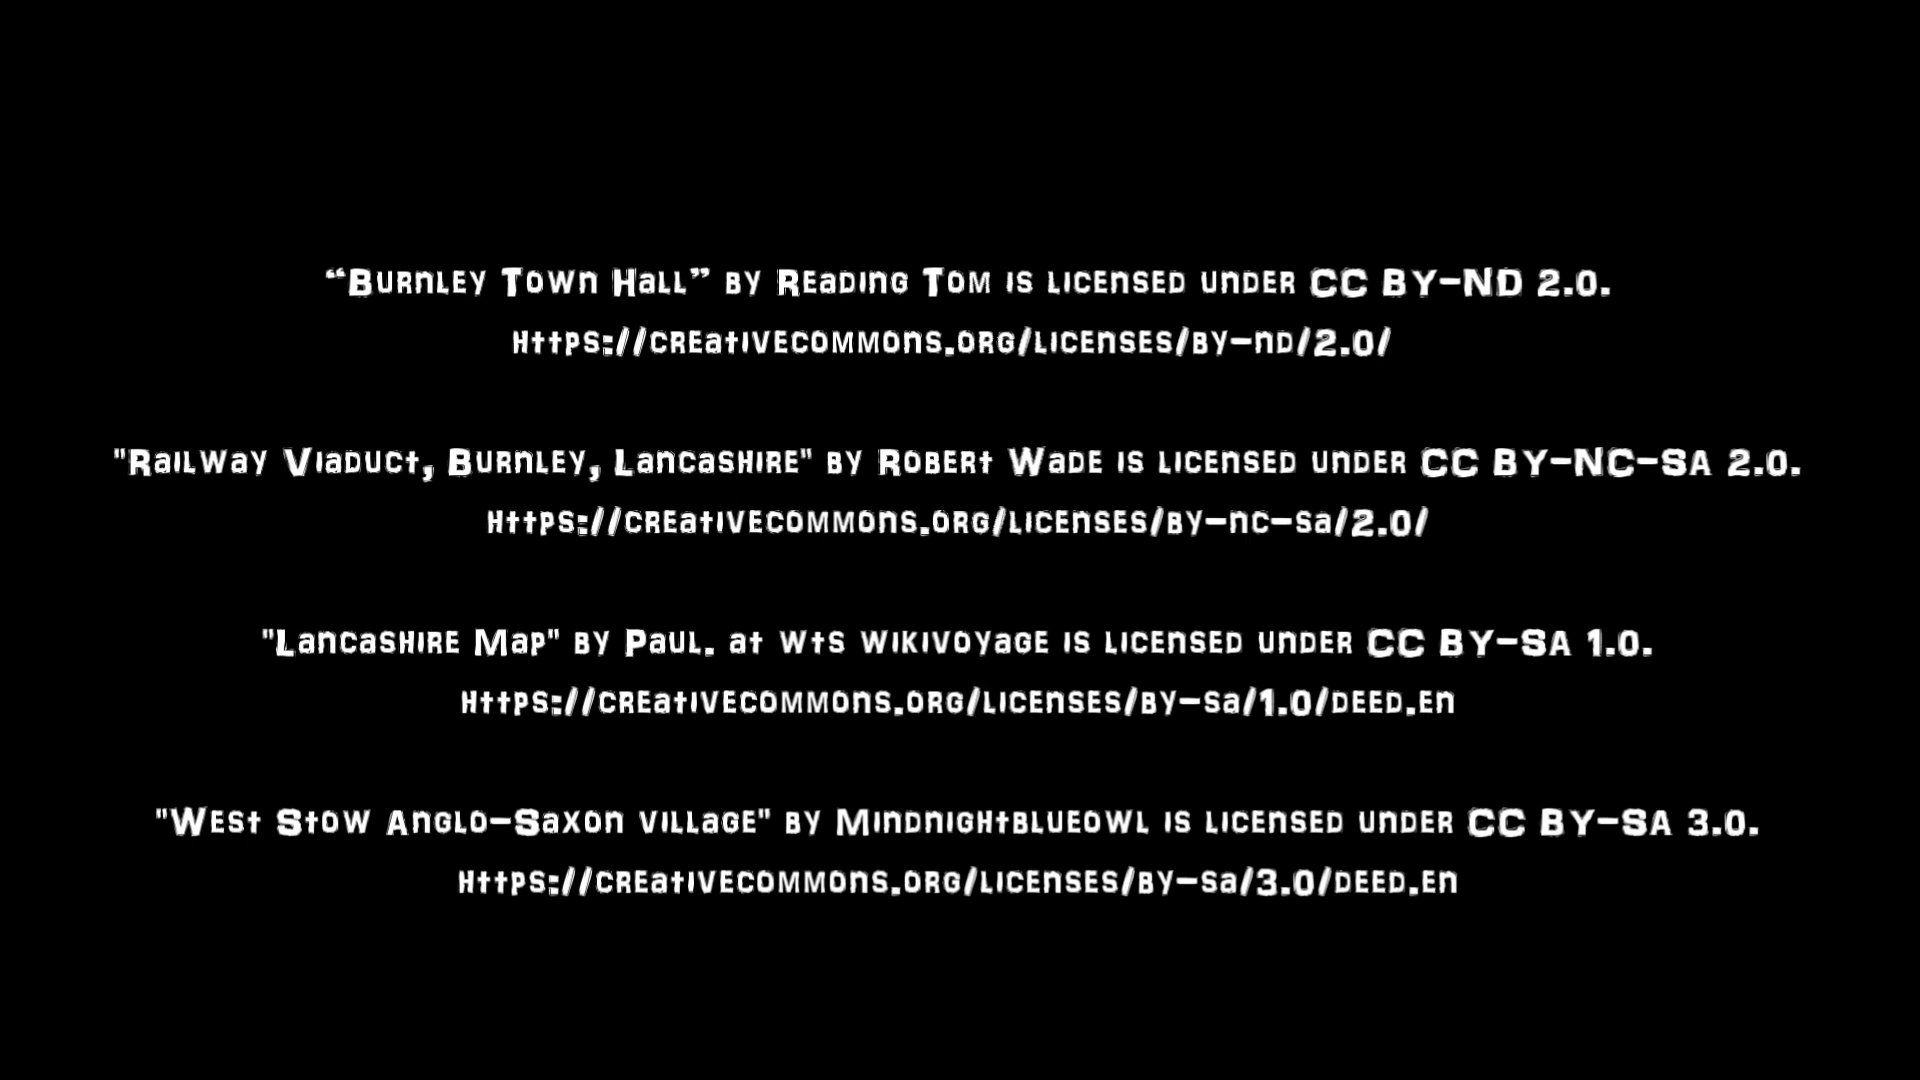 “Burnley Town Hall” by Reading Tom is licensed under CC BY-ND 2.0.
https://creativecommons.org/licenses/by-nd/2.0/
"Railway Viaduct, Burnley, Lancashire" by Robert Wade is licensed under CC BY-NC-SA 2.0.
https://creativecommons.org/licenses/by-nc-sa/2.0/
"Lancashire Map" by Paul. at wts wikivoyage is licensed under CC BY-SA 1.0.
https://creativecommons.org/licenses/by-sa/1.0/deed.en
"West Stow Anglo-Saxon village" by Mindnightblueowl is licensed under CC BY-SA 3.0.
https://creativecommons.org/licenses/by-sa/3.0/deed.en